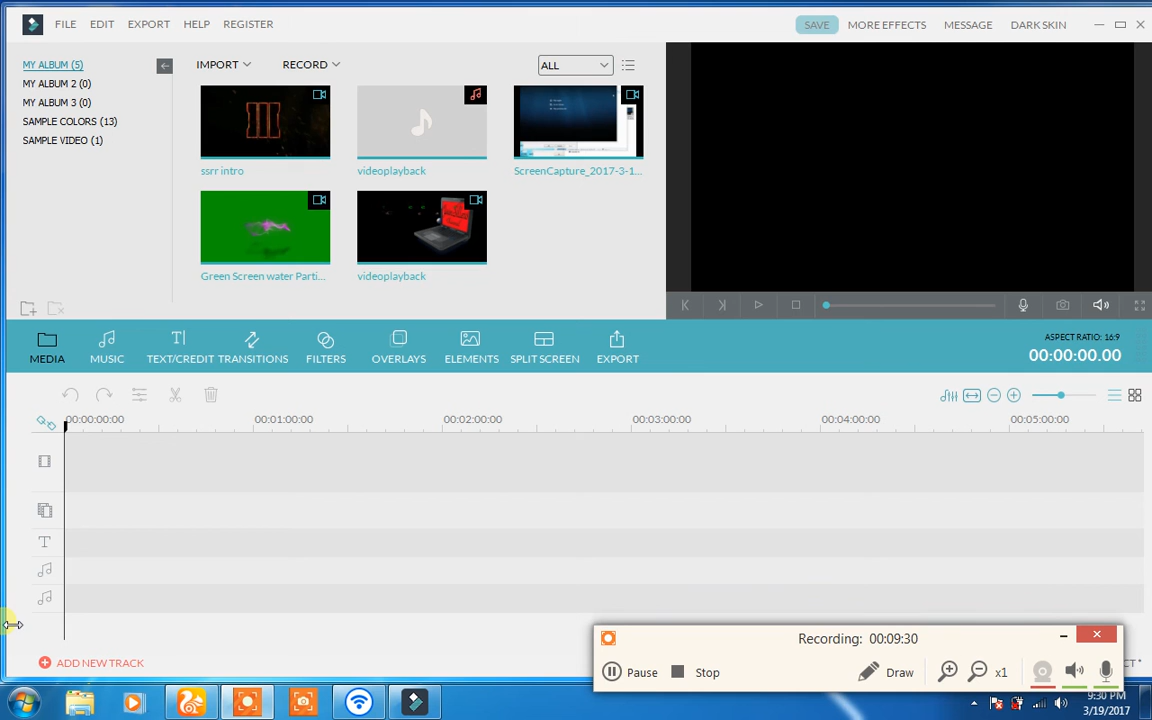 FILE EDIT EXPORT HELP REGISTER SAVE MORE EFFECTS MESSAGE DARK SKIN
MY ALBUM (5)
MY ALBUM 2 (0)
MY ALBUM 3 (0)
SAMPLE COLORS (13)
SAMPLE VIDEO (1)
IMPORT RECORD ALL
ssrr intro videoplayback ScreenCapture_2017-3-1...
Green Screen water Parti... videoplayback
MEDIA MUSIC TEXT/CREDIT TRANSITIONS FILTERS OVERLAYS ELEMENTS SPLIT SCREEN EXPORT
ASPECT RATIO: 16:9
00:00:00.00
00:00:00:00 00:01:00:00 00:02:00:00 00:03:00:00 00:04:00:00 00:05:00:00
ADD NEW TRACK
Recording: 00:09:30
Pause Stop Draw x1
CT*
9:30 PM
3/19/2017